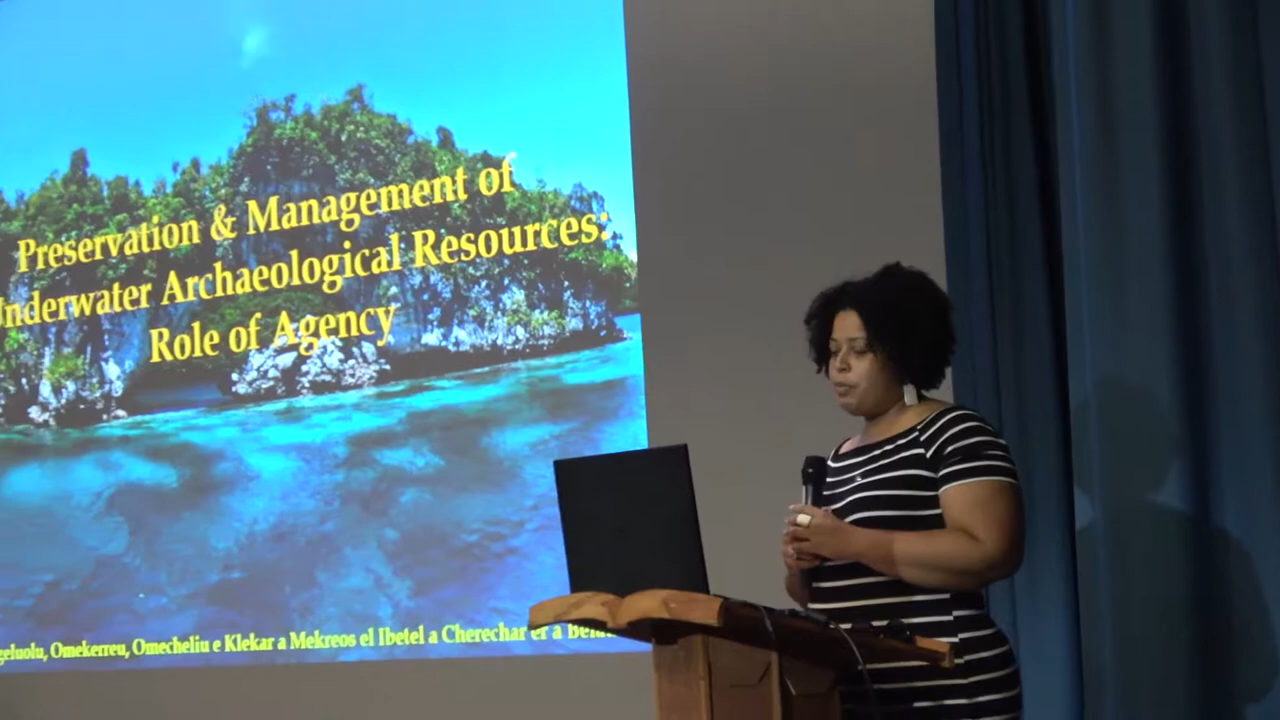 Preservation & Management of
Underwater Archaeological Resources:
Role of Agency
Omekerreu, Omecheliu e Klekar a Mekreos el Ibetel a Cherechar er a